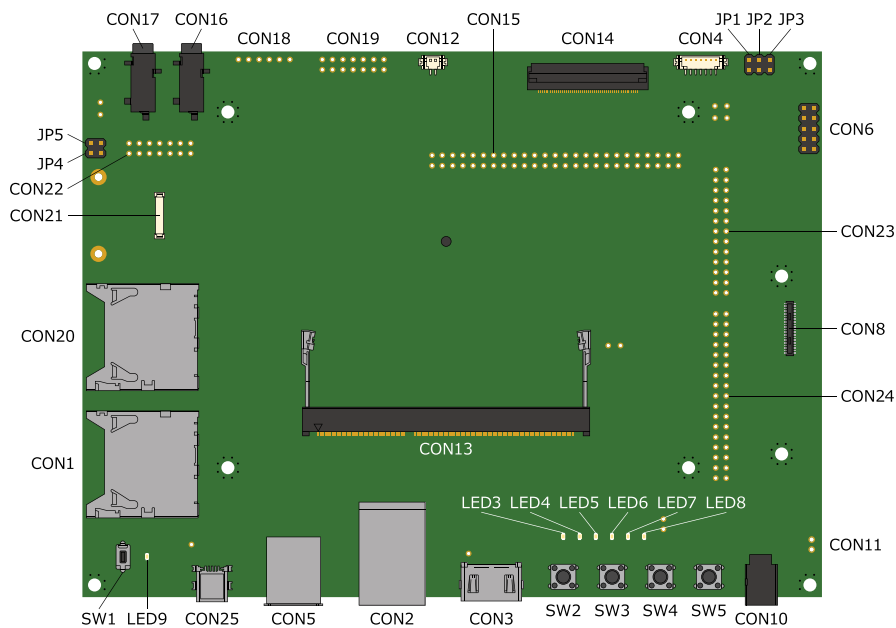 CON17 CON16 CON18 CON19 CON12 CON15 CON14 CON4 JP1 JP2 JP3
CON6
JP5
JP4
CON22
CON21
CON23
CON20
CON8
CON24
CON13
CON1
LED3 LED4 LED5 LED6 LED7 LED8
CON11
SW1 LED9 CON25 CON5 CON2 CON3 SW2 SW3 SW4 SW5 CON10